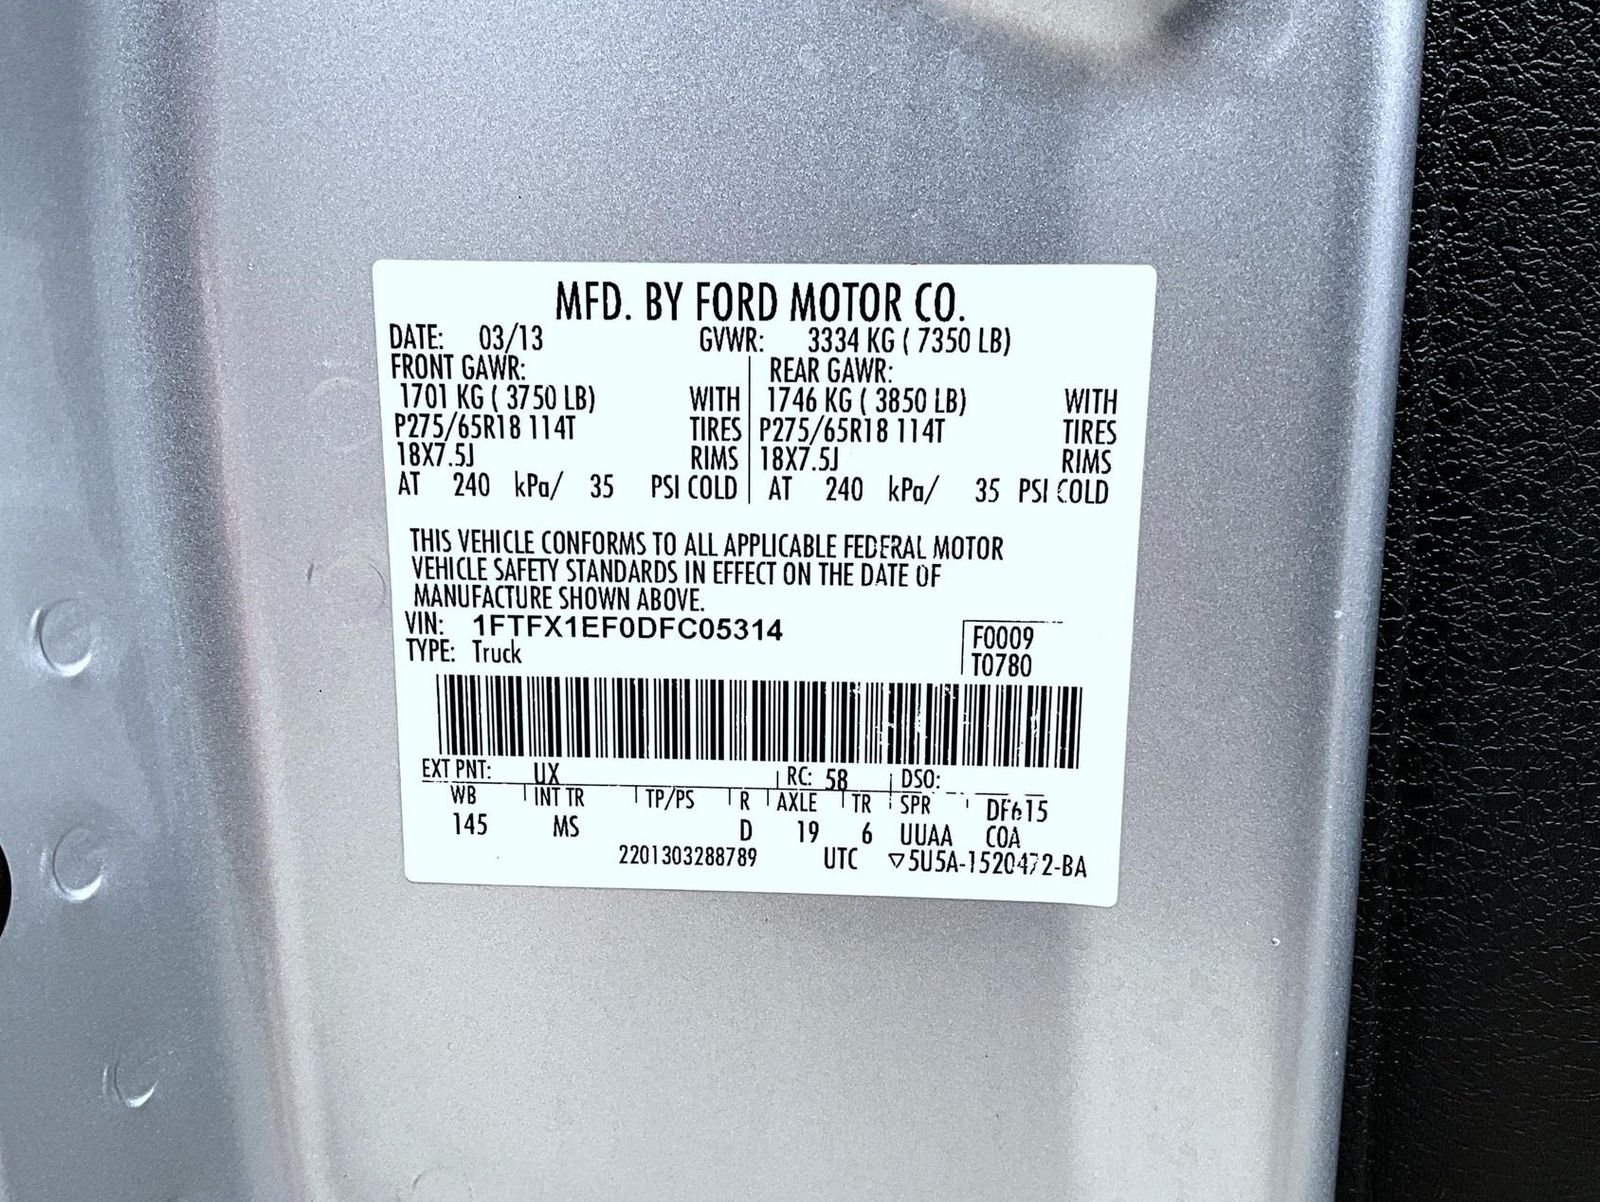 MFD. BY FORD MOTOR CO.
DATE: 03/13 GVWR: 3334 KG ( 7350 LB)
FRONT GAWR: REAR GAWR:
1701 KG ( 3750 LB) WITH 1746 KG ( 3850 LB) WITH
P275/65R18 114T TIRES P275/65R18 114T TIRES
18X7.5J RIMS 18X7.5J RIMS
AT 240 kPa/ 35 PSI COLD AT 240 kPa/ 35 PSI COLD
THIS VEHICLE CONFORMS TO ALL APPLICABLE FEDERAL MOTOR
VEHICLE SAFETY STANDARDS IN EFFECT ON THE DATE OF
MANUFACTURE SHOWN ABOVE.
VIN: 1FTFX1EF0DFC05314 F0009
TYPE: Truck T0780
EXT PNT: UX RC: 58 DSO:
WB INT TR TP/PS R AXLE TR SPR DF615
145 MS D 19 6 UUAA COA
2201303288789 UTC ▽5U5A-1520472-BA